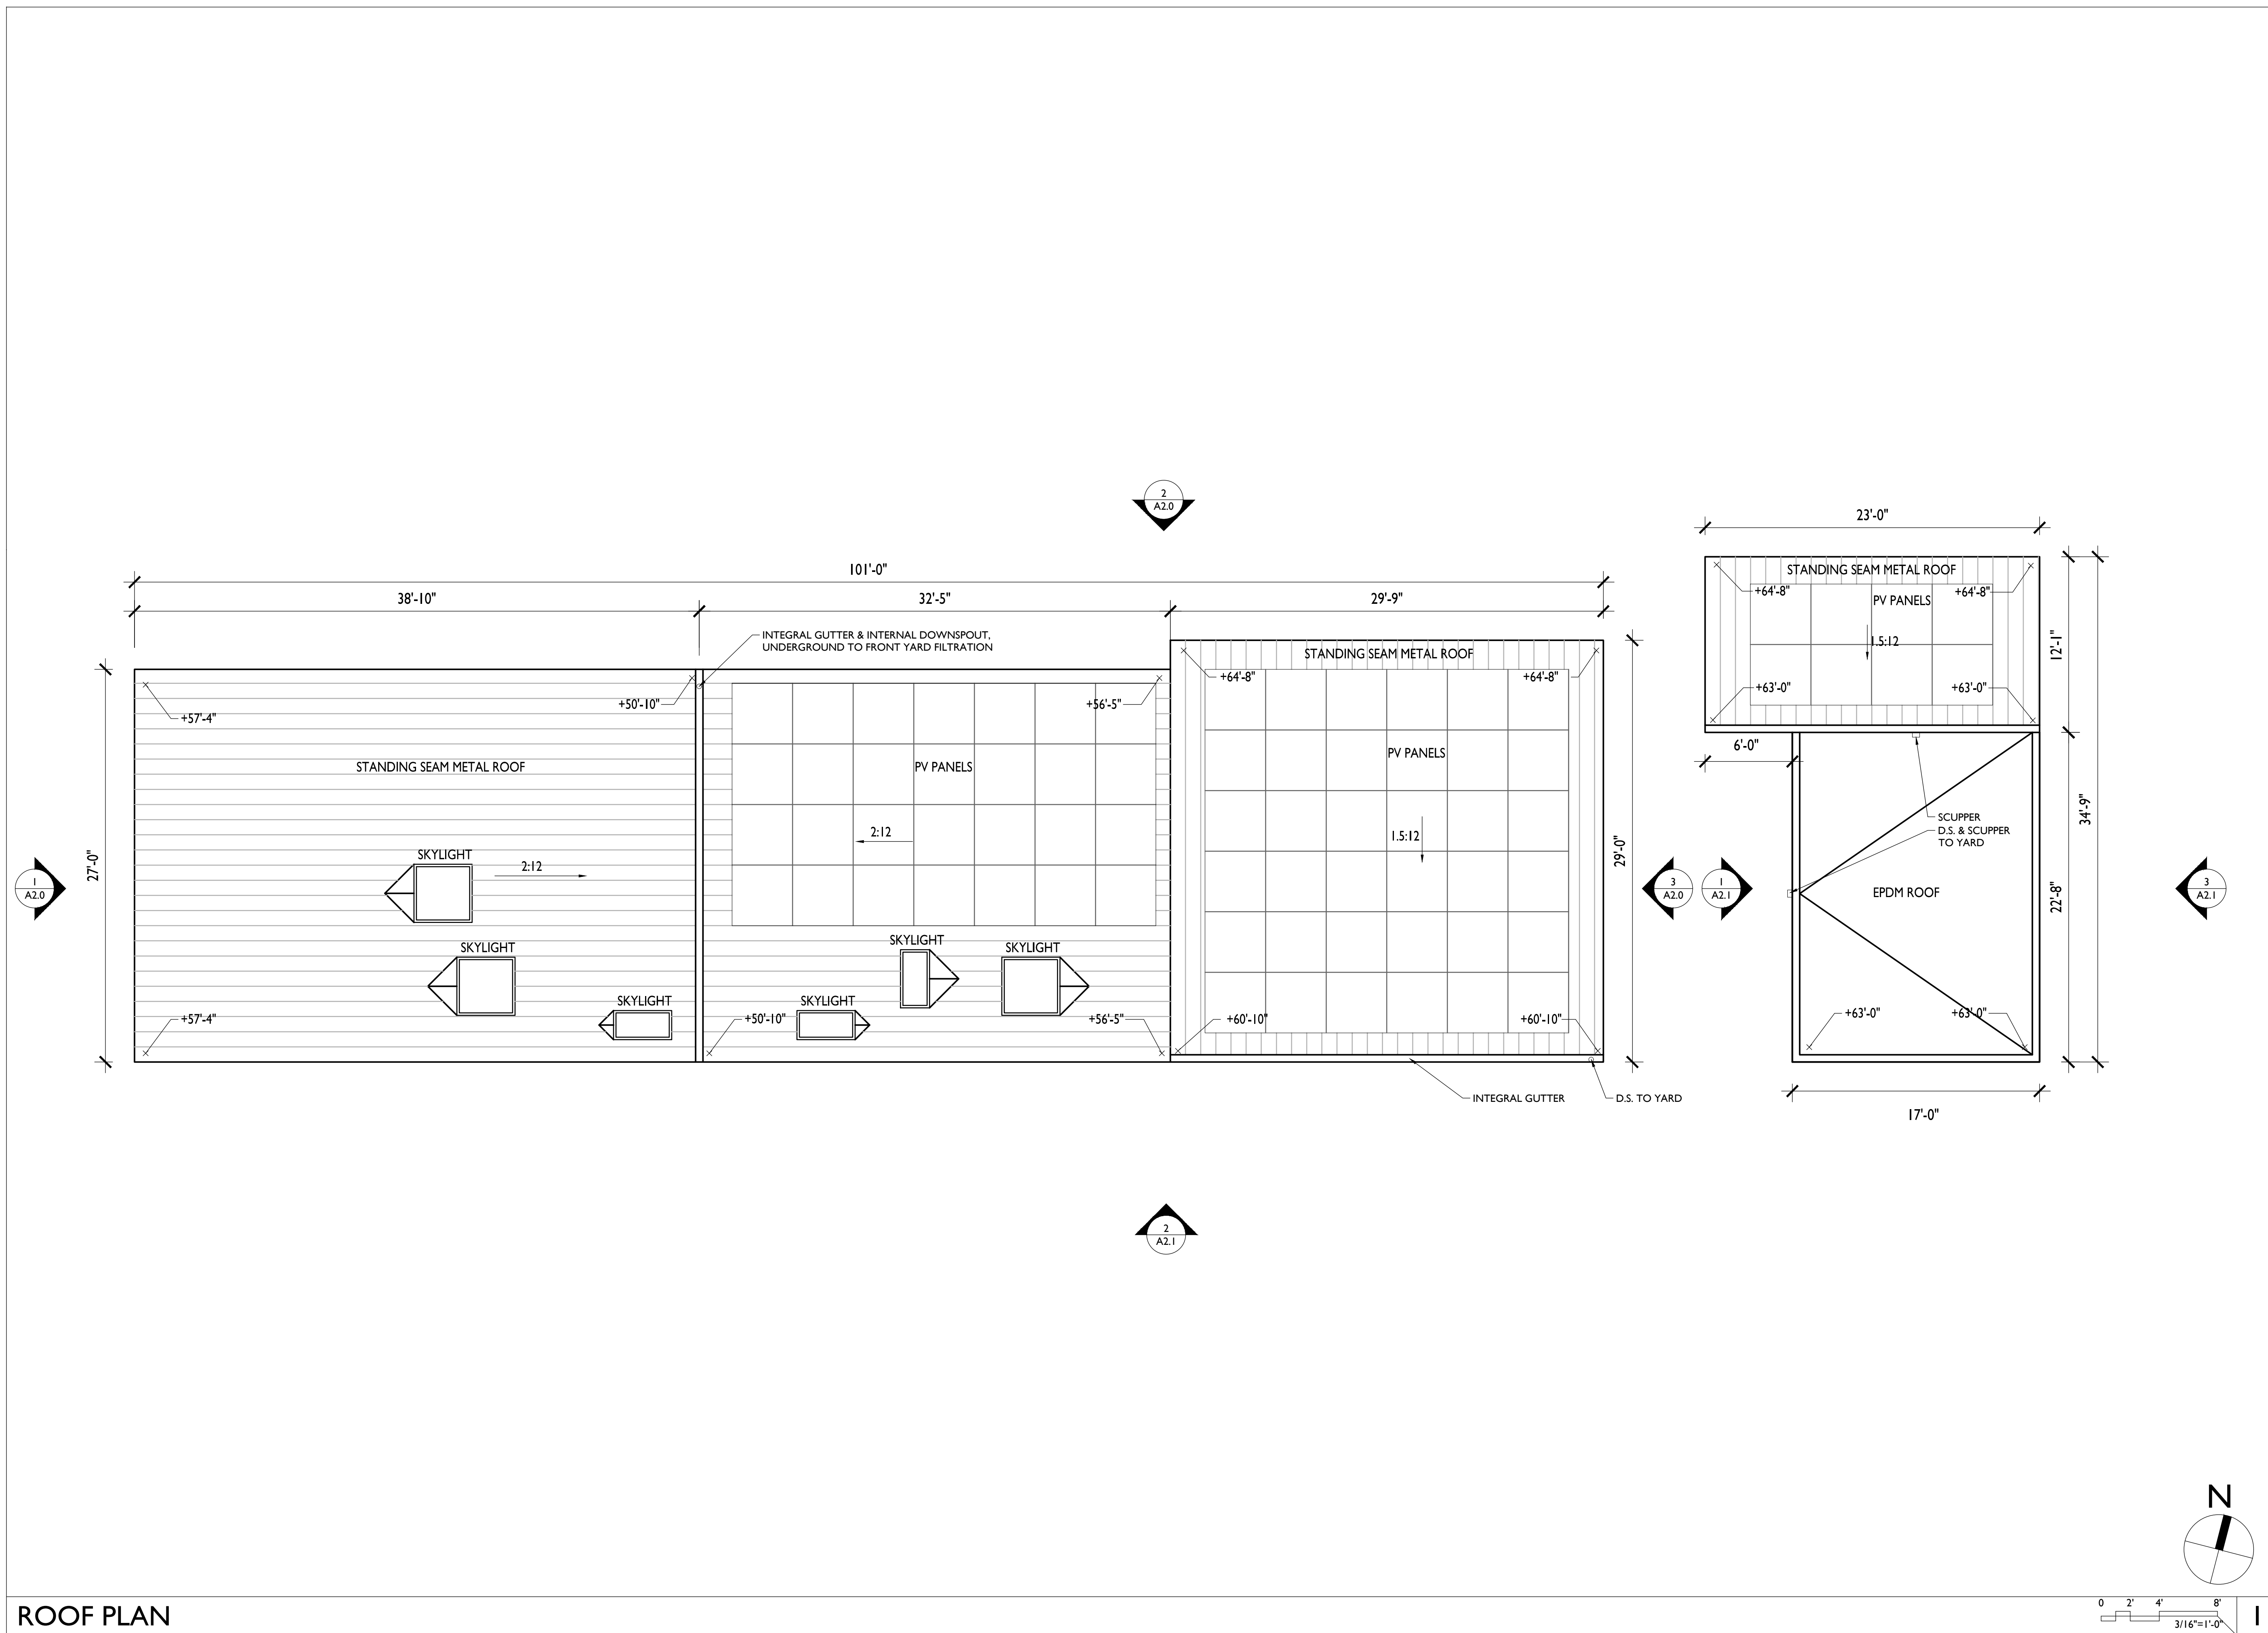 2
A2.0
23'-0"
101'-0"
38'-10"
32'-5"
29'-9"
INTEGRAL GUTTER & INTERNAL DOWNSPOUT,
UNDERGROUND TO FRONT YARD FILTRATION
STANDING SEAM METAL ROOF
+64'-8"
+64'-8"
PV PANELS
1.5:12
+63'-0"
+63'-0"
12'-1"
STANDING SEAM METAL ROOF
+64'-8"
+64'-8"
+57'-4"
+50'-10"
+56'-5"
6'-0"
STANDING SEAM METAL ROOF
PV PANELS
PV PANELS
2:12
1.5:12
SCUPPER
D.S. & SCUPPER
TO YARD
34'-9"
27'-0"
29'-0"
SKYLIGHT
2:12
1
A2.0
3
A2.0
1
A2.1
EPDM ROOF
22'-8"
3
A2.1
SKYLIGHT
SKYLIGHT
SKYLIGHT
SKYLIGHT
SKYLIGHT
+57'-4"
+50'-10"
+56'-5"
+60'-10"
+60'-10"
+63'-0"
+63'-0"
INTEGRAL GUTTER
D.S. TO YARD
17'-0"
2
A2.1
N
ROOF PLAN
0 2' 4' 8'
3/16"=1'-0"
1